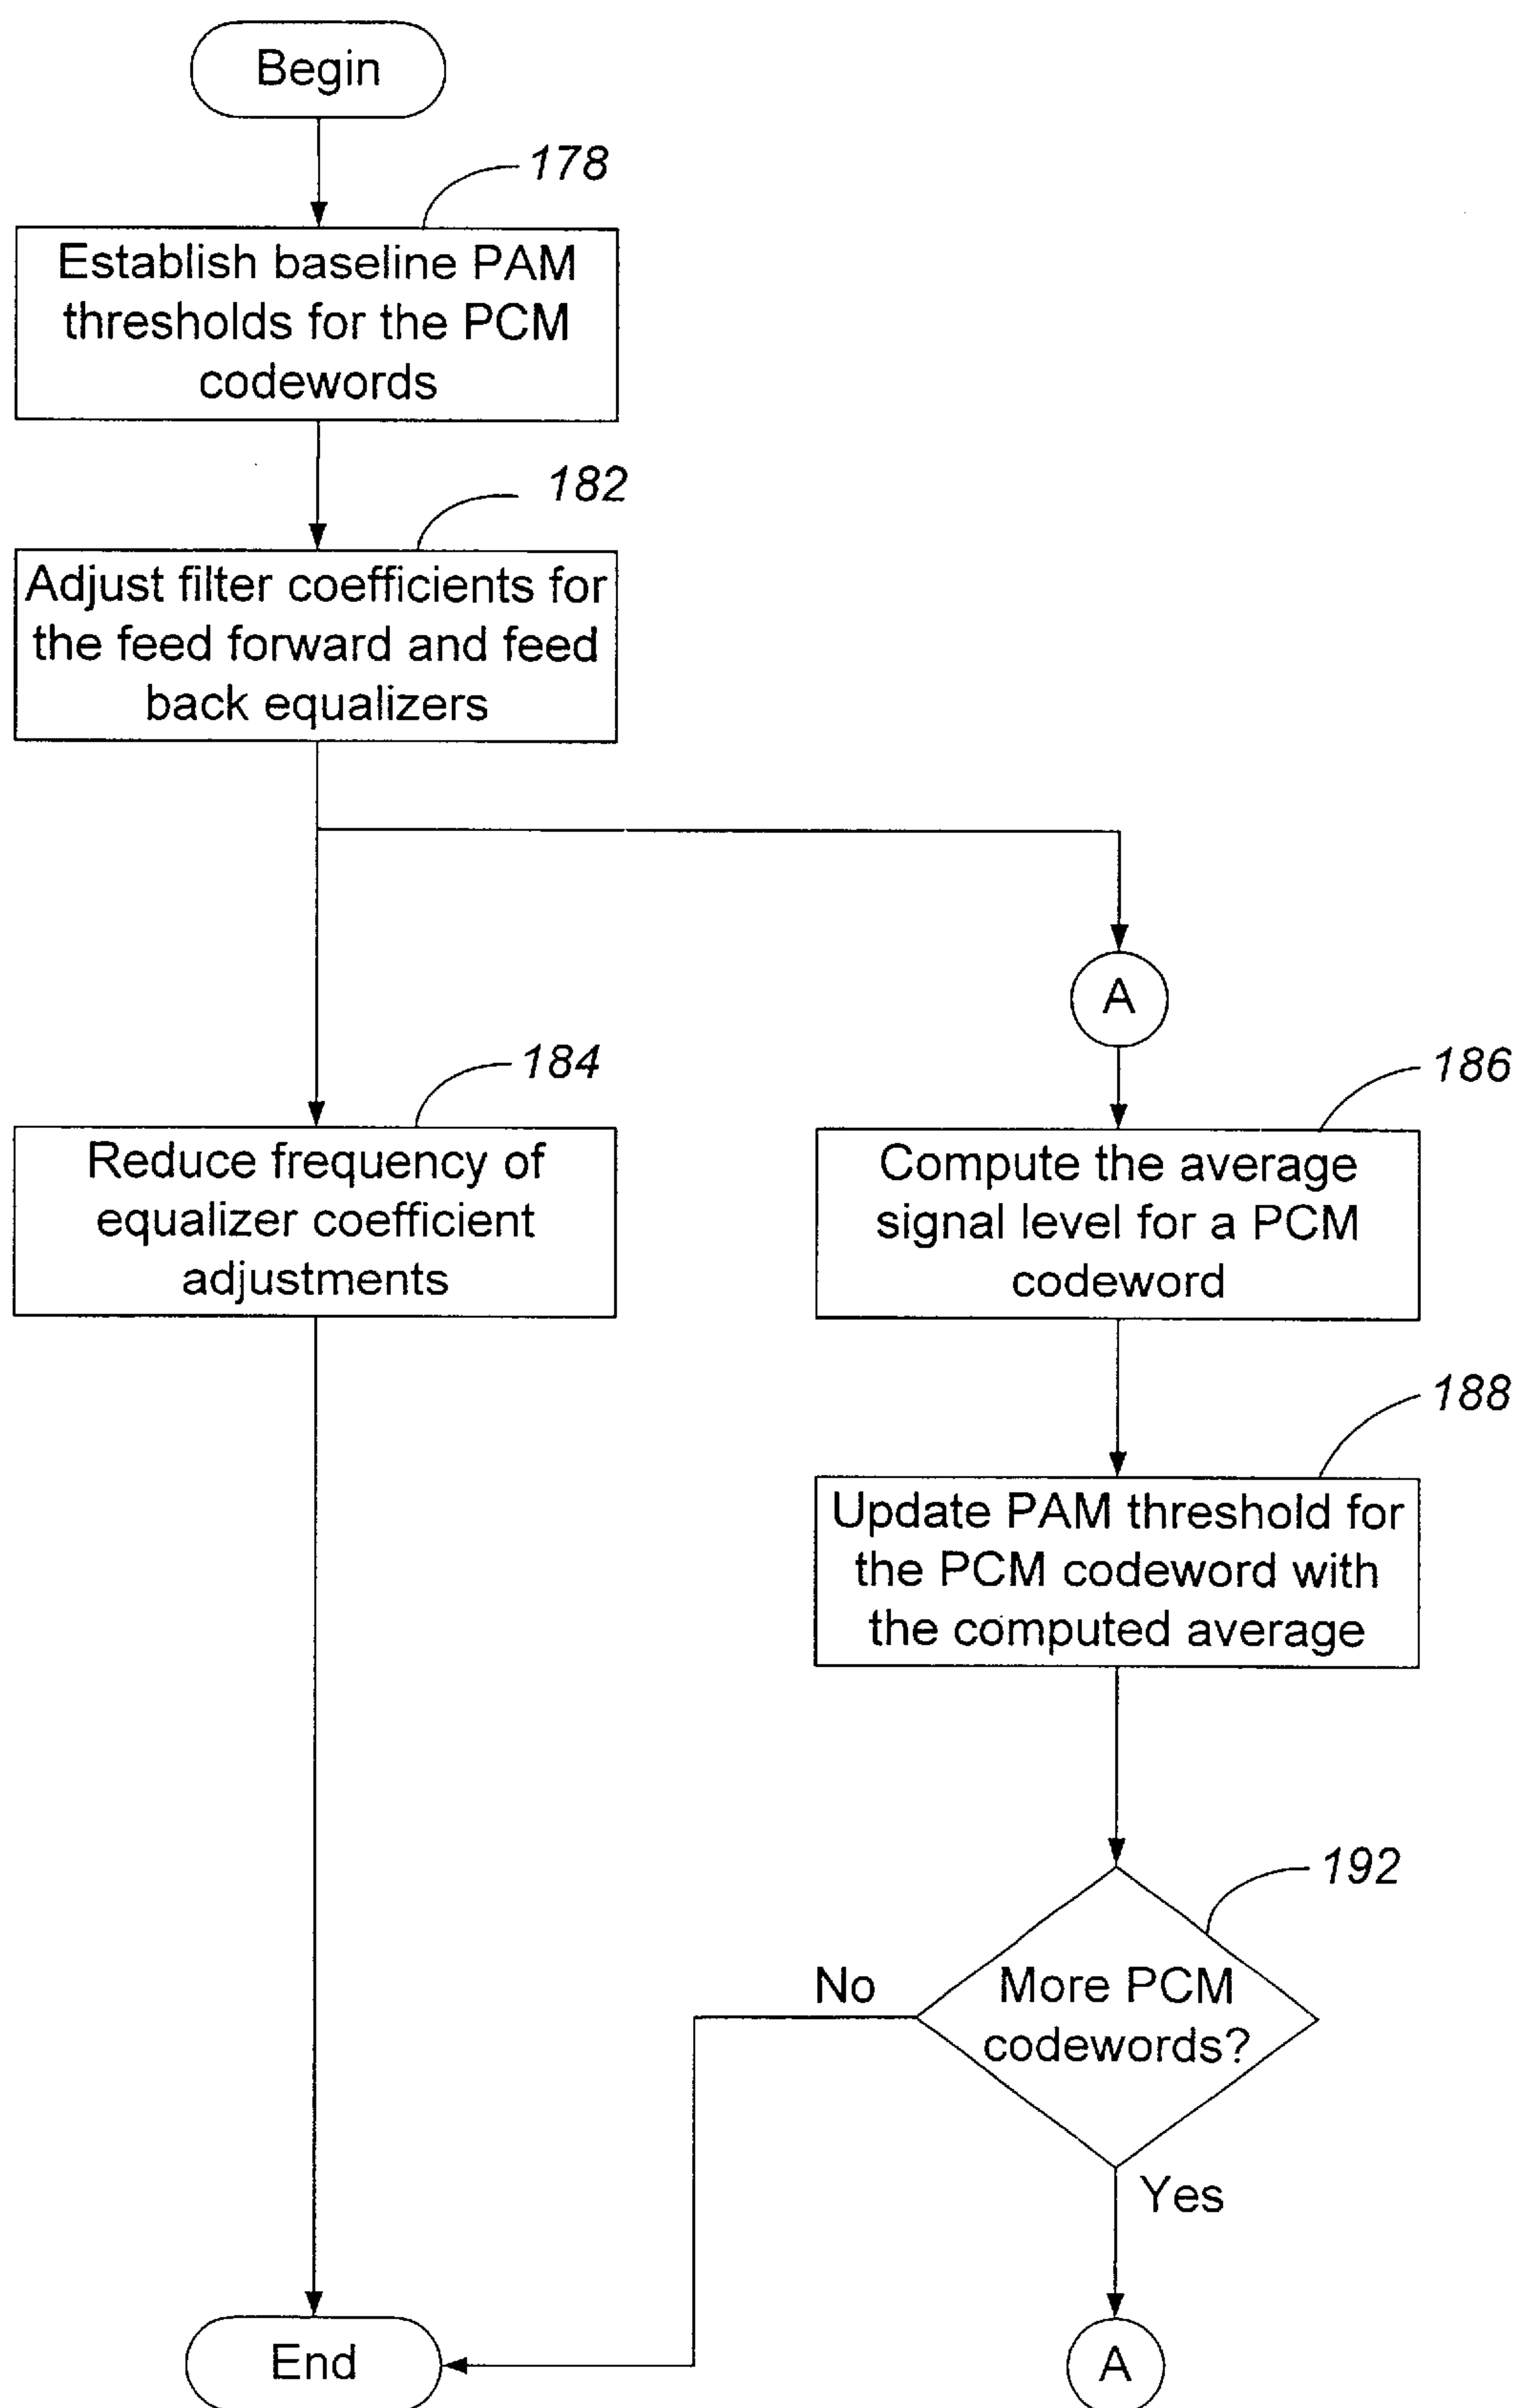 Begin
178
Establish baseline PAM
thresholds for the PCM
codewords
182
Adjust filter coefficients for
the feed forward and feed
back equalizers
A
184
Reduce frequency of
equalizer coefficient
adjustments
186
Compute the average
signal level for a PCM
codeword
188
Update PAM threshold for
the PCM codeword with
the computed average
192
More PCM
codewords?
No
Yes
End
A